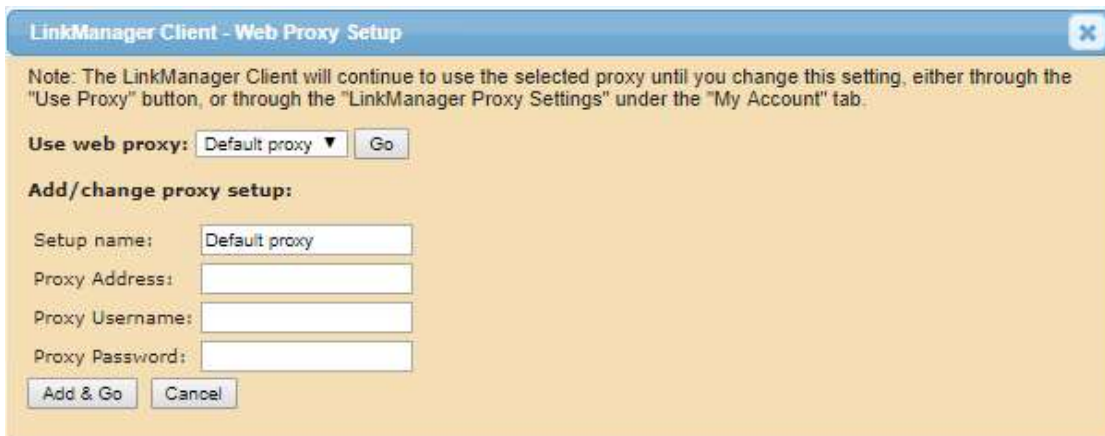 LinkManager Client - Web Proxy Setup
Note: The LinkManager Client will continue to use the selected proxy until you change this setting, either through the
"Use Proxy" button, or through the "LinkManager Proxy Settings" under the "My Account" tab.
Use web proxy: Default proxy ▼ Go
Add/change proxy setup:
Setup name: Default proxy
Proxy Address:
Proxy Username:
Proxy Password:
Add & Go Cancel